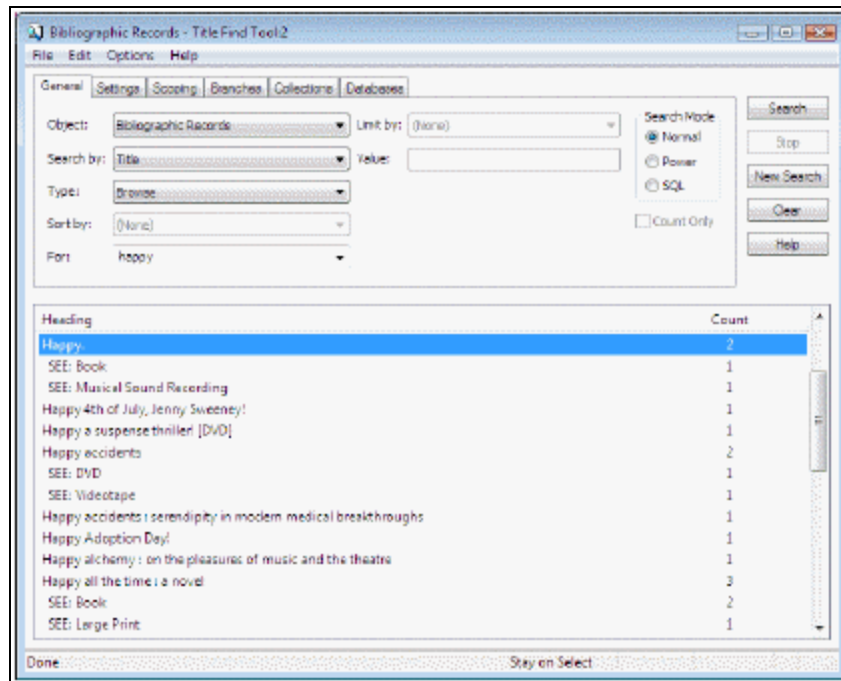 Bibliographic Records - Title Find Tool:2
File Edit Options Help
General Settings Scoping Branches Collections Databases
Object: Bibliographic Records Limit by: (None) Search Mode Search
Normal
Search by: Title Value: Power Stop
Type: Browse SQL New Search
Sort by: (None) Count Only Clear
For: happy Help
Heading Count
Happy. 2
SEE: Book 1
SEE: Musical Sound Recording 1
Happy 4th of July, Jenny Sweeney! 1
Happy a suspense thriller! [DVD] 1
Happy accidents 2
SEE: DVD 1
SEE: Videotape 1
Happy accidents : serendipity in modern medical breakthroughs 1
Happy Adoption Day! 1
Happy alchemy : on the pleasures of music and the theatre 1
Happy all the time : a novel 3
SEE: Book 2
SEE: Large Print 1
Done Stay on Select